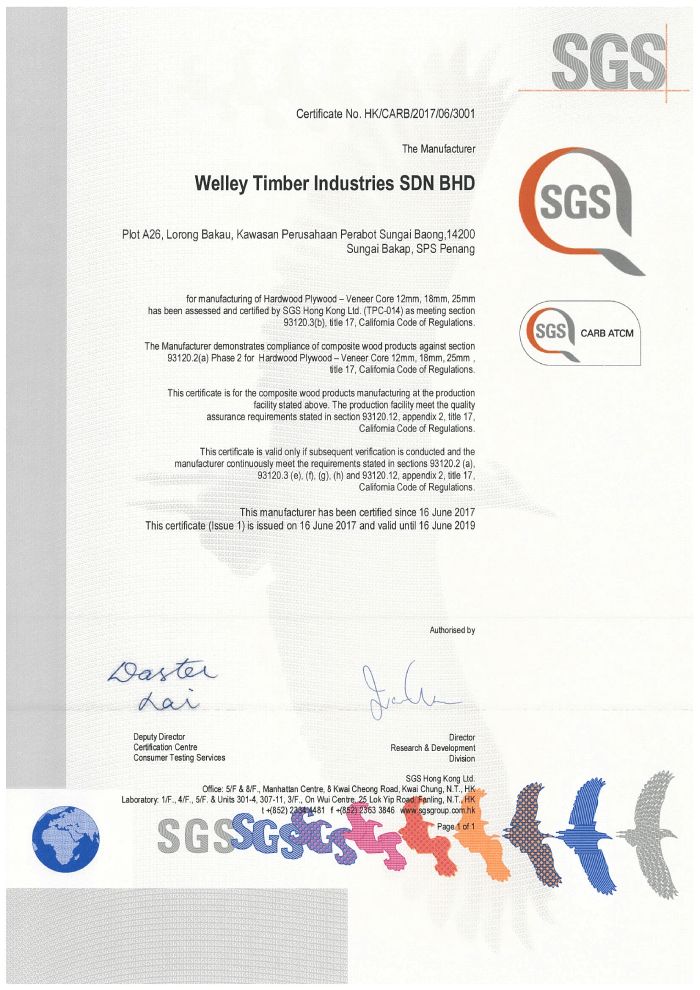 SGS
Certificate No. HK/CARB/2017/06/3001
The Manufacturer
Welley Timber Industries SDN BHD
SGS
Plot A26, Lorong Bakau, Kawasan Perusahaan Perabot Sungai Baong,14200
Sungai Bakap, SPS Penang
for manufacturing of Hardwood Plywood – Veneer Core 12mm, 18mm, 25mm
has been assessed and certified by SGS Hong Kong Ltd. (TPC-014) as meeting section
93120.3(b), title 17, California Code of Regulations.
SGS CARB ATCM
The Manufacturer demonstrates compliance of composite wood products against section
93120.2(a) Phase 2 for Hardwood Plywood – Veneer Core 12mm, 18mm, 25mm ,
title 17, California Code of Regulations.
This certificate is for the composite wood products manufacturing at the production
facility stated above. The production facility meet the quality
assurance requirements stated in section 93120.12, appendix 2, title 17,
California Code of Regulations.
This certificate is valid only if subsequent verification is conducted and the
manufacturer continuously meet the requirements stated in sections 93120.2 (a),
93120.3 (e), (f), (g), (h) and 93120.12, appendix 2, title 17,
California Code of Regulations.
This manufacturer has been certified since 16 June 2017
This certificate (Issue 1) is issued on 16 June 2017 and valid until 16 June 2019
Authorised by
Daster
Lai
Deputy Director
Certification Centre
Consumer Testing Services
Director
Research & Development
Division
SGS Hong Kong Ltd.
Office: 5/F & 8/F., Manhattan Centre, 8 Kwai Cheong Road, Kwai Chung, N.T., HK
Laboratory: 1/F., 4/F., 5/F. & Units 301-4, 307-11, 3/F., On Wui Centre, 25 Lok Yip Road, Fanling, N.T., HK
t +(852) 2334 4481 f +(852) 2363 3846 www.sgsgroup.com.hk
Page 1 of 1
SGS SGS SGS